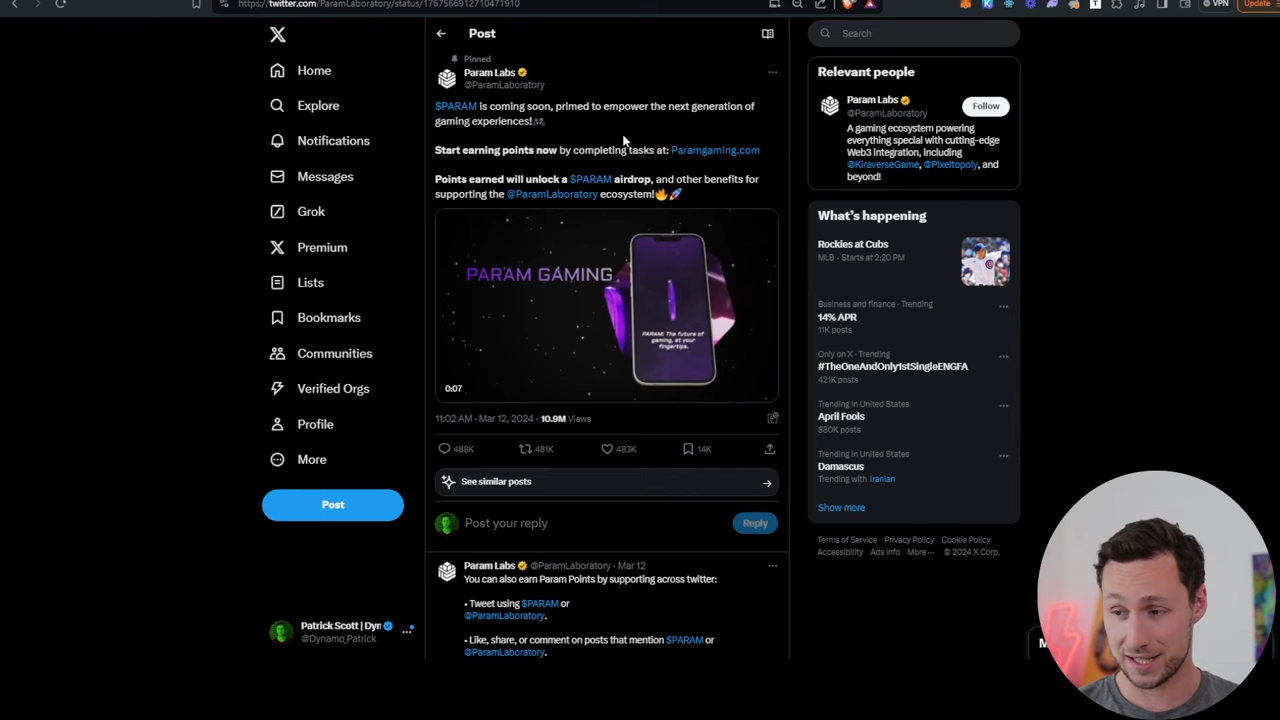 https://twitter.com/ParamLaboratory/status/1767566912710471910
VPN
Update
Home
Explore
Notifications
Messages
Grok
Premium
Lists
Bookmarks
Communities
Verified Orgs
Profile
More
Post
Patrick Scott | Dyn
@Dynamo_Patrick
Post
Pinned
Param Labs
@ParamLaboratory
$PARAM is coming soon, primed to empower the next generation of
gaming experiences!🎮
Start earning points now by completing tasks at: Paramgaming.com
Points earned will unlock a $PARAM airdrop, and other benefits for
supporting the @ParamLaboratory ecosystem!🔥🚀
PARAM GAMING
PARAM: The future of
gaming, at your
fingertips.
0:07
11:02 AM · Mar 12, 2024 · 10.9M Views
488K 481K 483K 14K
See similar posts
Post your reply
Reply
Param Labs @ParamLaboratory · Mar 12
You can also earn Param Points by supporting across twitter:
• Tweet using $PARAM or
@ParamLaboratory.
• Like, share, or comment on posts that mention $PARAM or
@ParamLaboratory.
Search
Relevant people
Param Labs
@ParamLaboratory
Follow
A gaming ecosystem powering
everything special with cutting-edge
Web3 integration, including
@KiraverseGame, @Pixeltopoly, and
beyond!
What's happening
Rockies at Cubs
MLB · Starts at 2:20 PM
Business and finance · Trending
14% APR
11K posts
Only on X · Trending
#TheOneAndOnly1stSingleENGFA
421K posts
Trending in United States
April Fools
880K posts
Trending in United States
Damascus
Trending with Iranian
Show more
Terms of Service Privacy Policy Cookie Policy
Accessibility Ads info More ··· © 2024 X Corp.